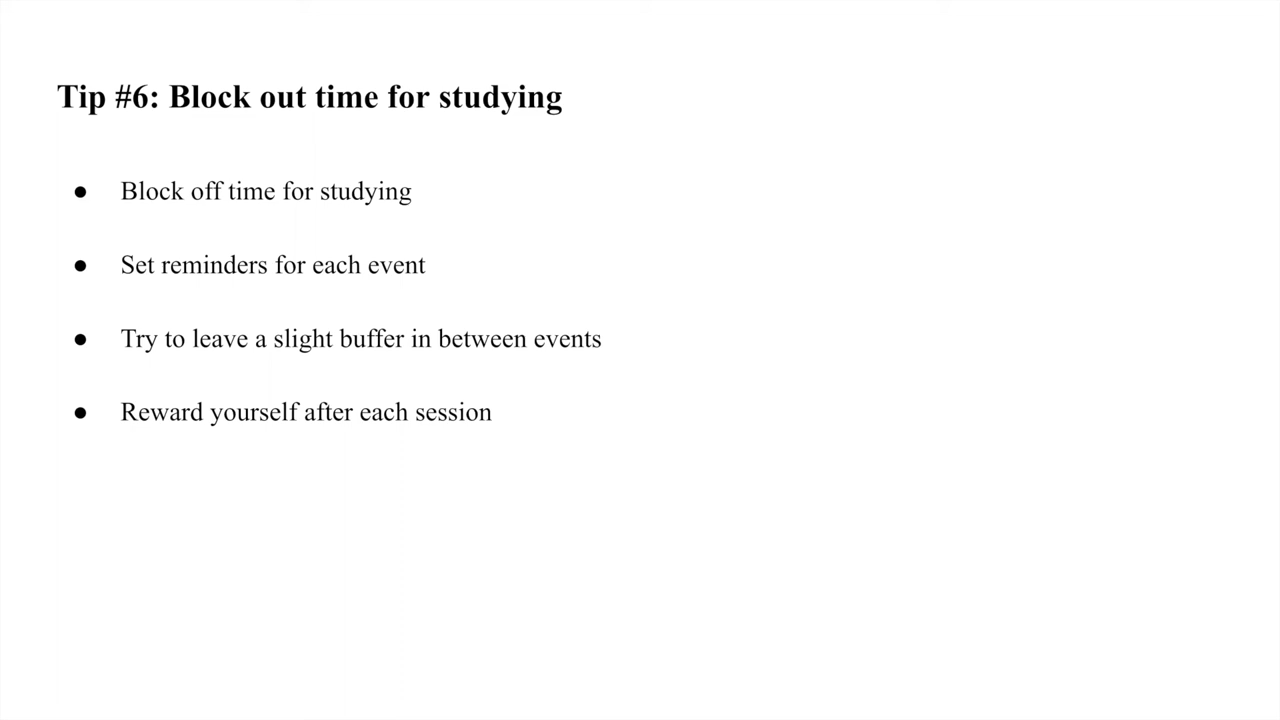 Tip #6: Block out time for studying
● Block off time for studying
● Set reminders for each event
● Try to leave a slight buffer in between events
● Reward yourself after each session